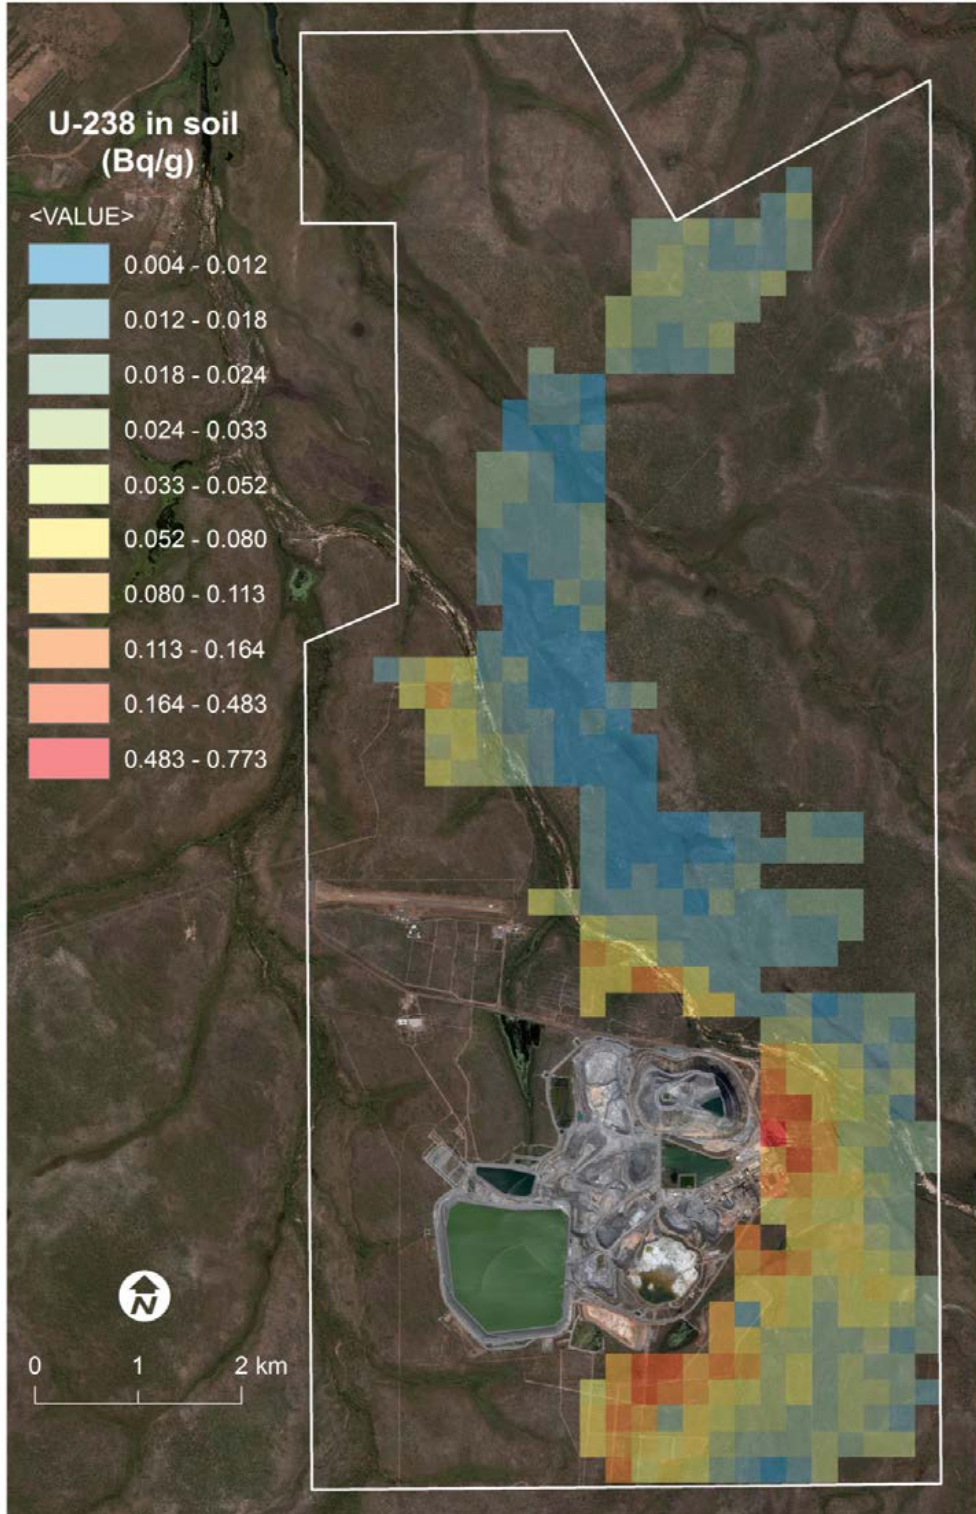 U-238 in soil
(Bq/g)
<VALUE>
0.004 - 0.012
0.012 - 0.018
0.018 - 0.024
0.024 - 0.033
0.033 - 0.052
0.052 - 0.080
0.080 - 0.113
0.113 - 0.164
0.164 - 0.483
0.483 - 0.773
N
0 1 2 km